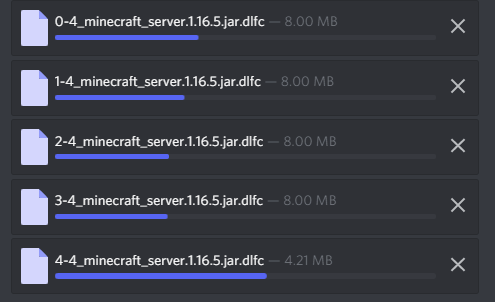 0-4_minecraft_server.1.16.5.jar.dlfc — 8.00 MB
1-4_minecraft_server.1.16.5.jar.dlfc — 8.00 MB
2-4_minecraft_server.1.16.5.jar.dlfc — 8.00 MB
3-4_minecraft_server.1.16.5.jar.dlfc — 8.00 MB
4-4_minecraft_server.1.16.5.jar.dlfc — 4.21 MB